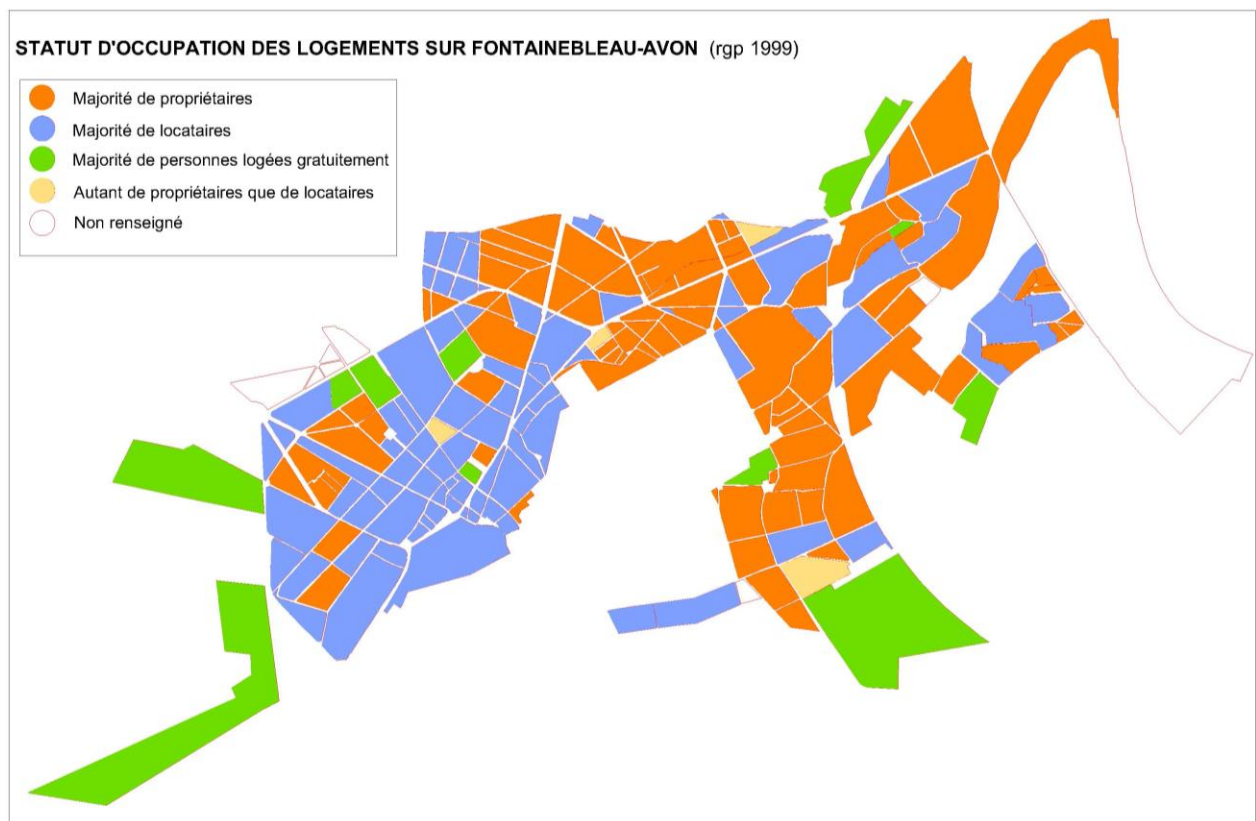 STATUT D'OCCUPATION DES LOGEMENTS SUR FONTAINEBLEAU-AVON (rgp 1999)
Majorité de propriétaires
Majorité de locataires
Majorité de personnes logées gratuitement
Autant de propriétaires que de locataires
Non renseigné